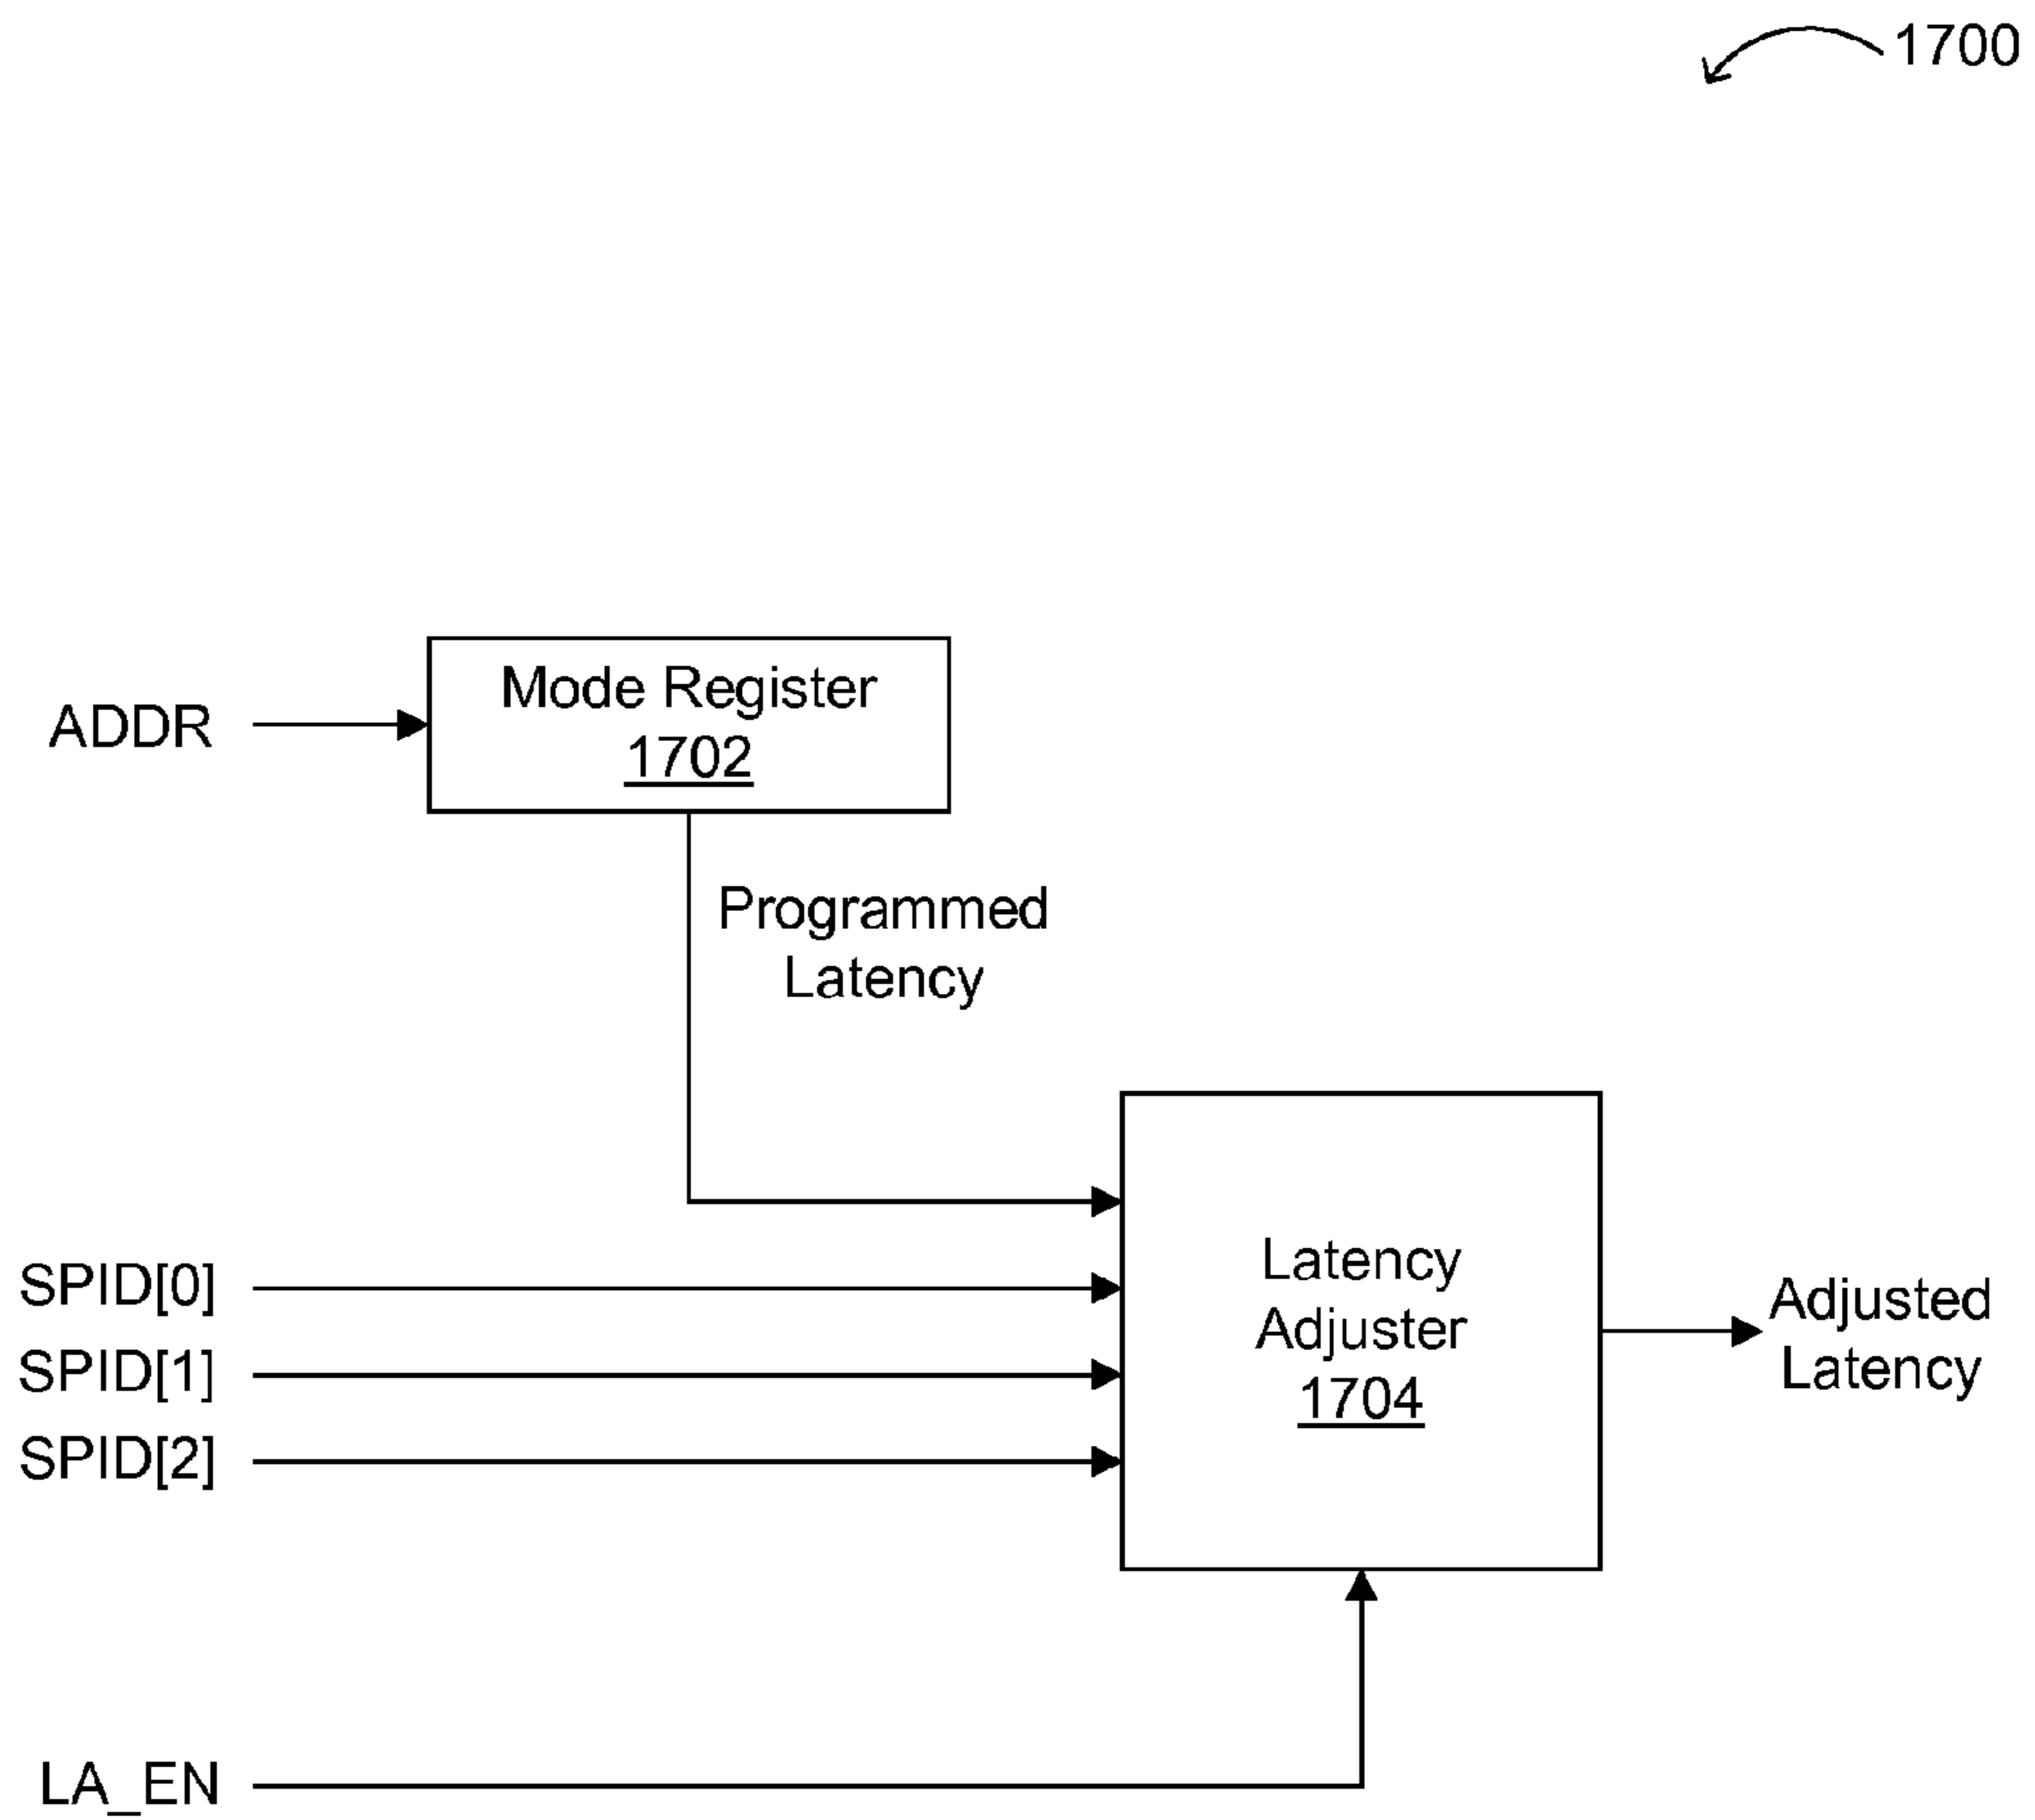 1700
ADDR
Mode Register
1702
Programmed
Latency
SPID[0]
SPID[1]
SPID[2]
Latency
Adjuster
1704
Adjusted
Latency
LA_EN